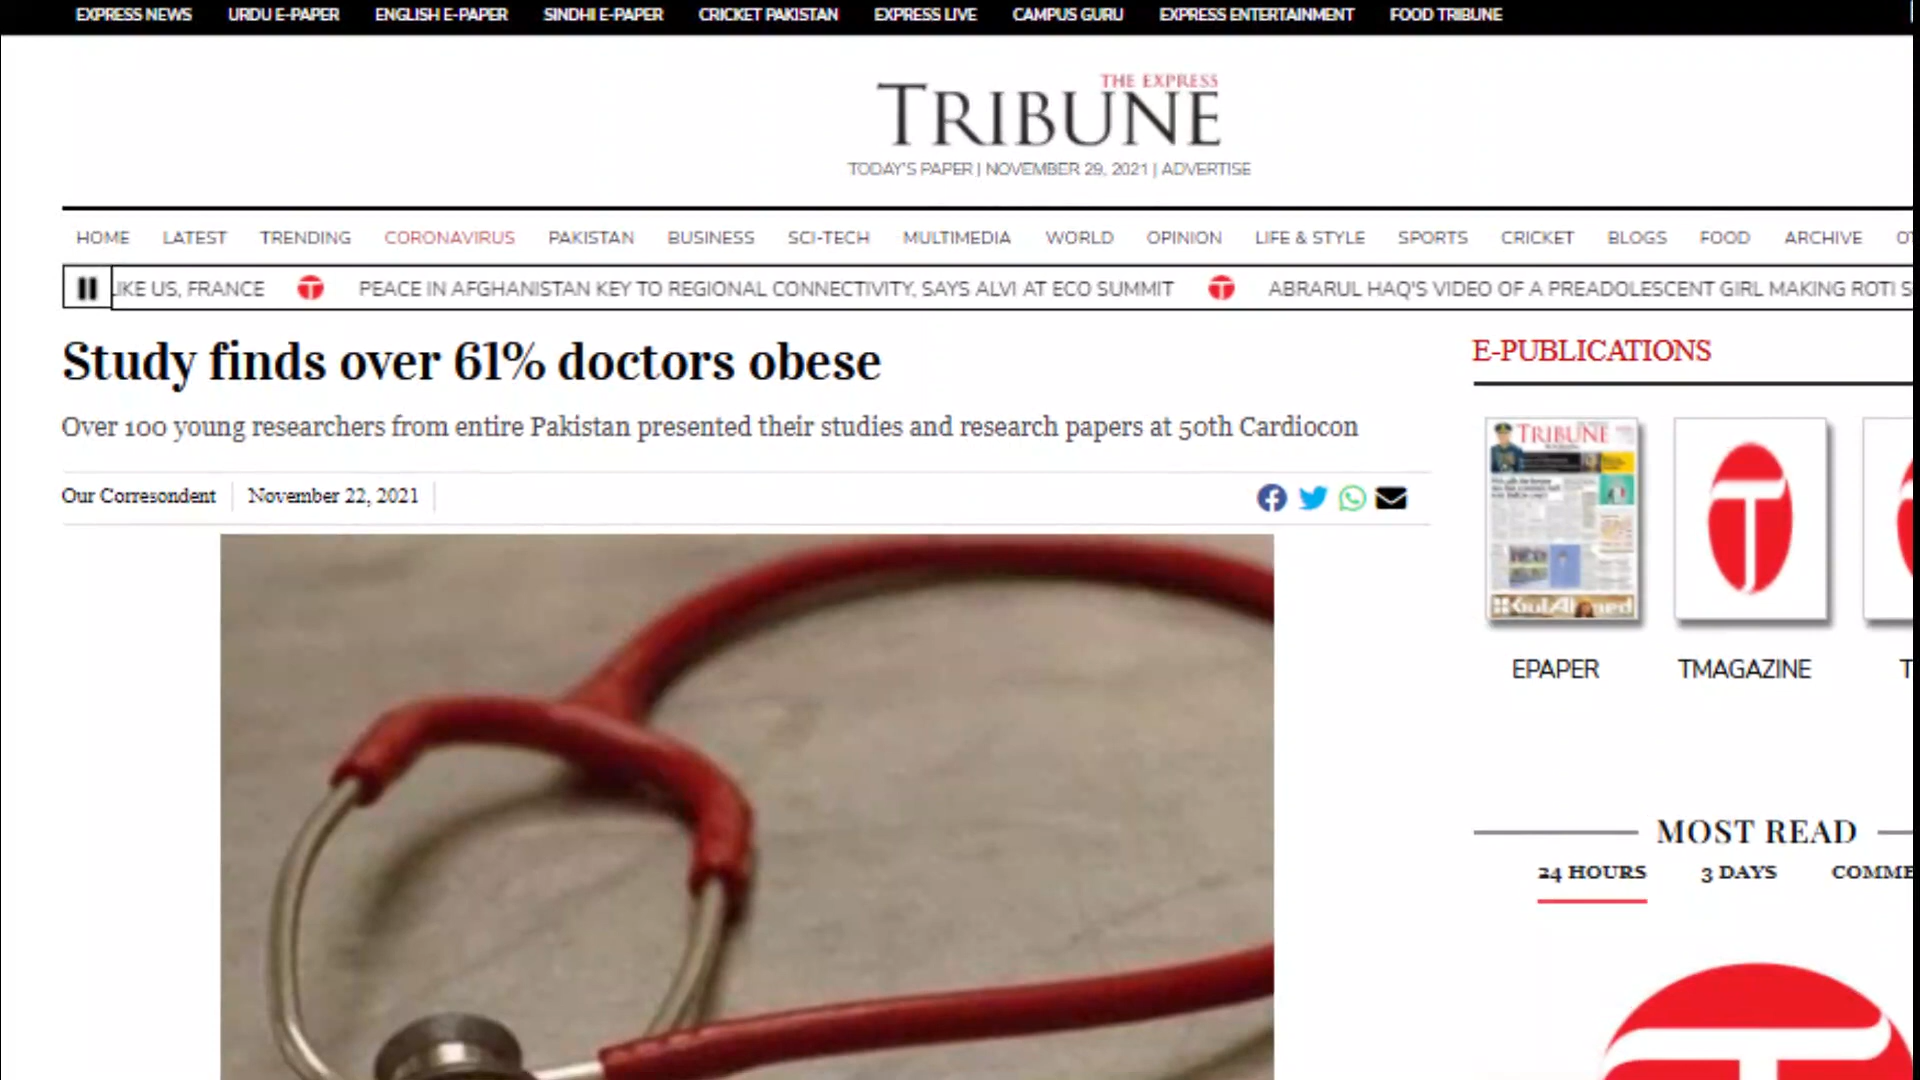 EXPRESS NEWS URDU E-PAPER ENGLISH E-PAPER SINDHI E-PAPER CRICKET PAKISTAN EXPRESS LIVE CAMPUS GURU EXPRESS ENTERTAINMENT FOOD TRIBUNE
THE EXPRESS
TRIBUNE
TODAY'S PAPER | NOVEMBER 29, 2021 | ADVERTISE
HOME LATEST TRENDING CORONAVIRUS PAKISTAN BUSINESS SCI-TECH MULTIMEDIA WORLD OPINION LIFE & STYLE SPORTS CRICKET BLOGS FOOD ARCHIVE
IKE US, FRANCE PEACE IN AFGHANISTAN KEY TO REGIONAL CONNECTIVITY, SAYS ALVI AT ECO SUMMIT ABRARUL HAQ'S VIDEO OF A PREADOLESCENT GIRL MAKING ROTI S
Study finds over 61% doctors obese
Over 100 young researchers from entire Pakistan presented their studies and research papers at 50th Cardiocon
Our Corresondent November 22, 2021
E-PUBLICATIONS
TRIBUNE
EPAPER TMAGAZINE T
MOST READ
24 HOURS 3 DAYS COMME